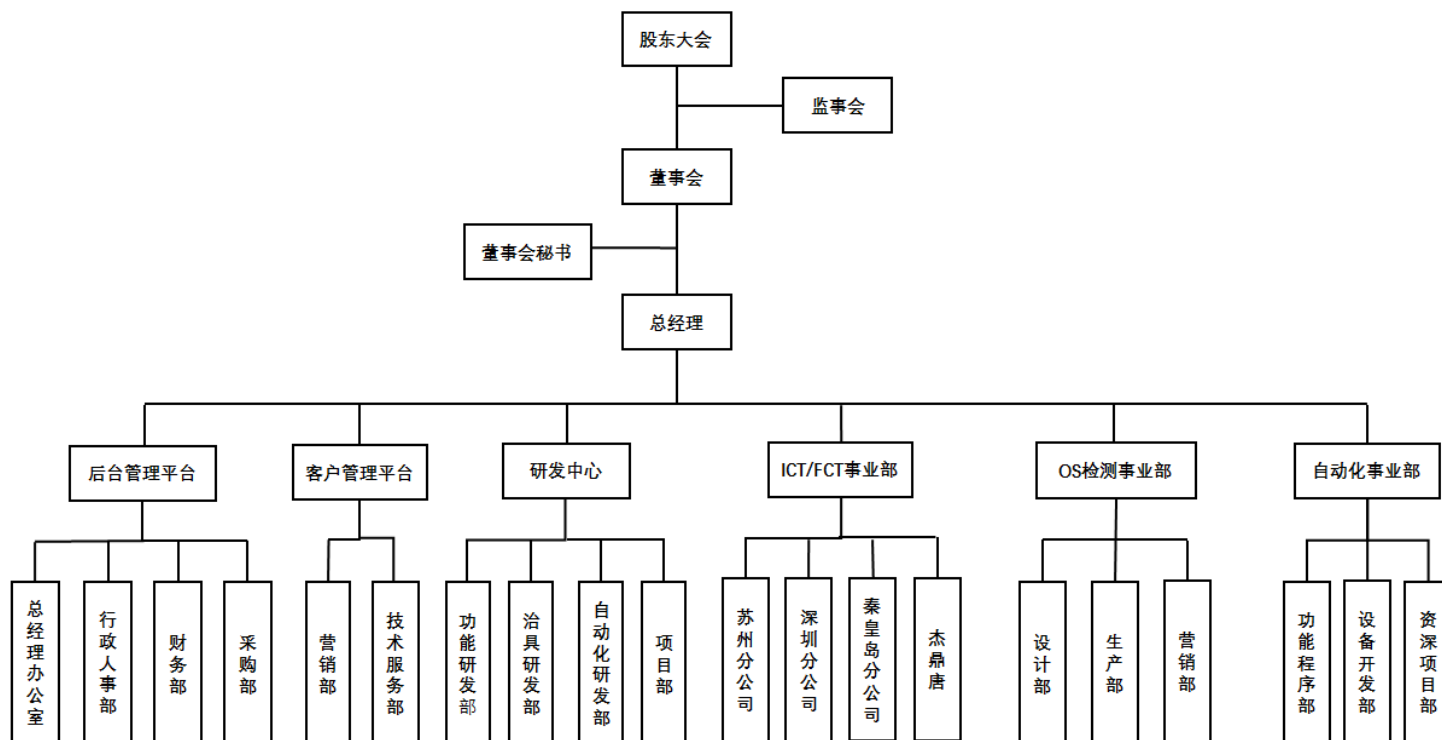 股东大会
监事会
董事会
董事会秘书
总经理
后台管理平台
客户管理平台
研发中心
ICT/FCT事业部
OS检测事业部
自动化事业部
总经理办公室
行政人事部
财务部
采购部
营销部
技术服务部
功能研发部
治具研发部
自动化研发部
项目部
苏州分公司
深圳分公司
秦皇岛分公司
杰鼎唐
设计部
生产部
营销部
功能程序部
设备开发部
资深项目部